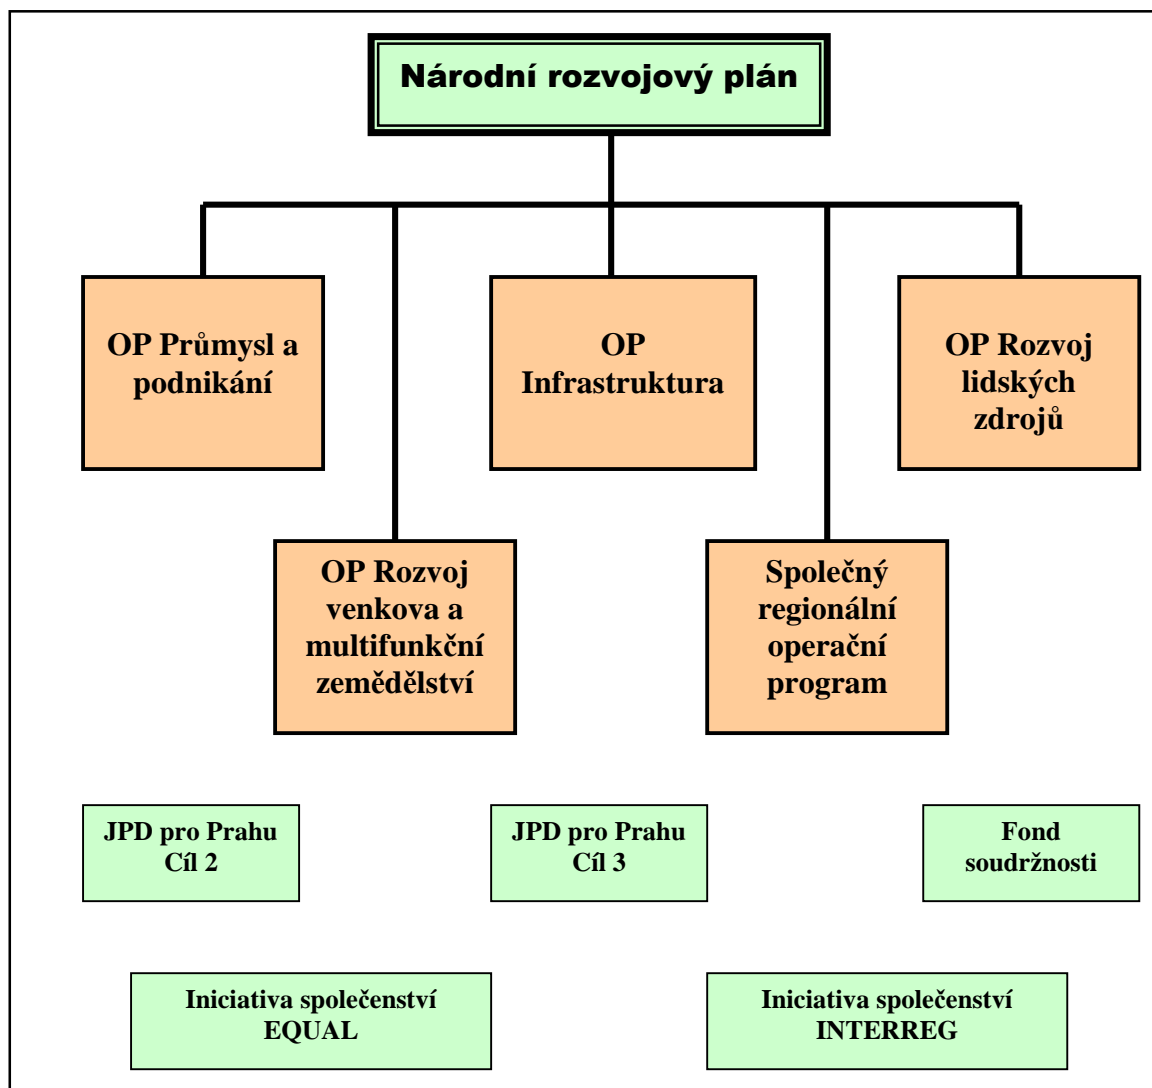 Národní rozvojový plán
OP Průmysl a
podnikání
OP
Infrastruktura
OP Rozvoj
lidských
zdrojů
OP Rozvoj
venkova a
multifunkční
zemědělství
Společný
regionální
operační
program
JPD pro Prahu
Cíl 2
JPD pro Prahu
Cíl 3
Fond
soudržnosti
Iniciativa společenství
EQUAL
Iniciativa společenství
INTERREG